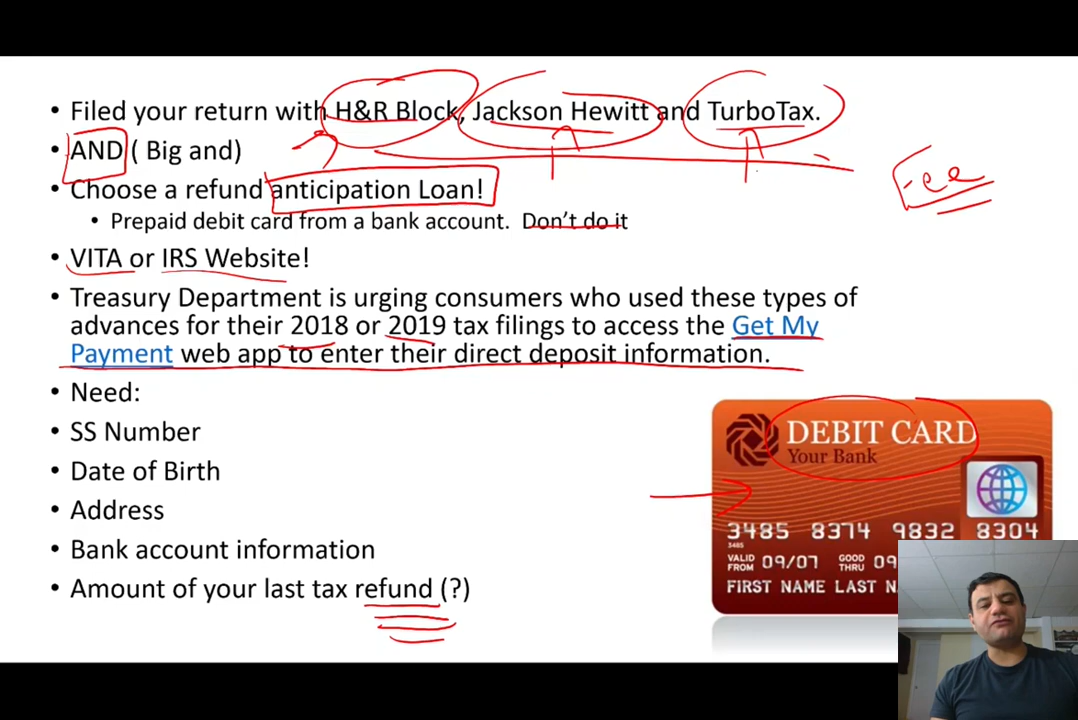 • Filed your return with H&R Block, Jackson Hewitt and TurboTax.
• AND ( Big and)
Fee
• Choose a refund anticipation Loan!
• Prepaid debit card from a bank account. Don't do it
• VITA or IRS Website!
• Treasury Department is urging consumers who used these types of
advances for their 2018 or 2019 tax filings to access the Get My
Payment web app to enter their direct deposit information.
• Need:
• SS Number
• Date of Birth
• Address
• Bank account information
• Amount of your last tax refund (?)
DEBIT CARD
Your Bank
3485 8374 9832 8304
3485
VALID FROM 09/07 GOOD THRU 09
FIRST NAME LAST N